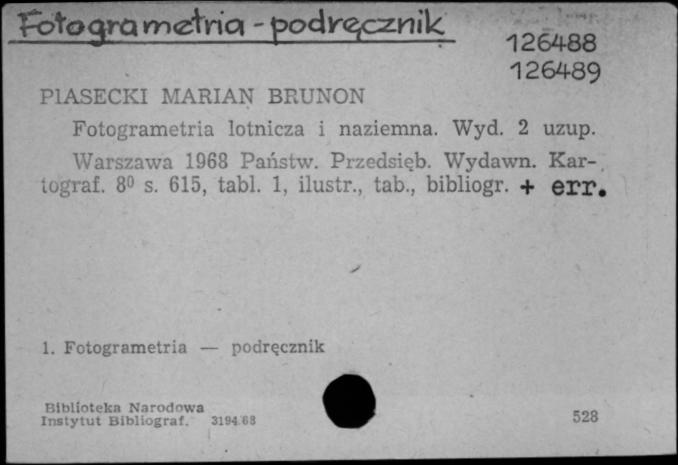 Fotogrametria - podręcznik
126488
126489
PIASECKI MARIAN BRUNON
Fotogrametria lotnicza i naziemna. Wyd. 2 uzup.
Warszawa 1968 Państw. Przedsięb. Wydawn. Kar-
tograf. 8⁰ s. 615, tabl. 1, ilustr., tab., bibliogr. + err.
1. Fotogrametria — podręcznik
Biblioteka Narodowa
Instytut Bibliograf. 3194/68
528